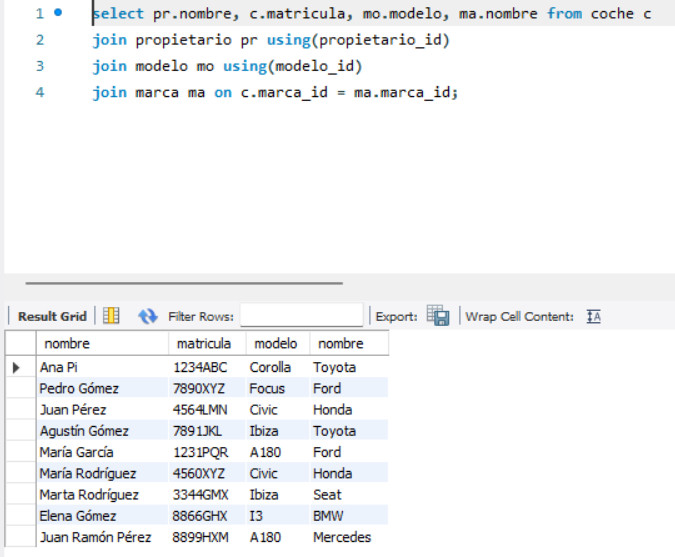 1 select pr.nombre, c.matricula, mo.modelo, ma.nombre from coche c
2 join propietario pr using(propietario_id)
3 join modelo mo using(modelo_id)
4 join marca ma on c.marca_id = ma.marca_id;
Result Grid Filter Rows: Export: Wrap Cell Content: IA
nombre matricula modelo nombre
Ana Pi 1234ABC Corolla Toyota
Pedro Gómez 7890XYZ Focus Ford
Juan Pérez 4564LMN Civic Honda
Agustín Gómez 7891JKL Ibiza Toyota
María García 1231PQR A180 Ford
María Rodríguez 4560XYZ Civic Honda
Marta Rodríguez 3344GMX Ibiza Seat
Elena Gómez 8866GHX I3 BMW
Juan Ramón Pérez 8899HXM A180 Mercedes